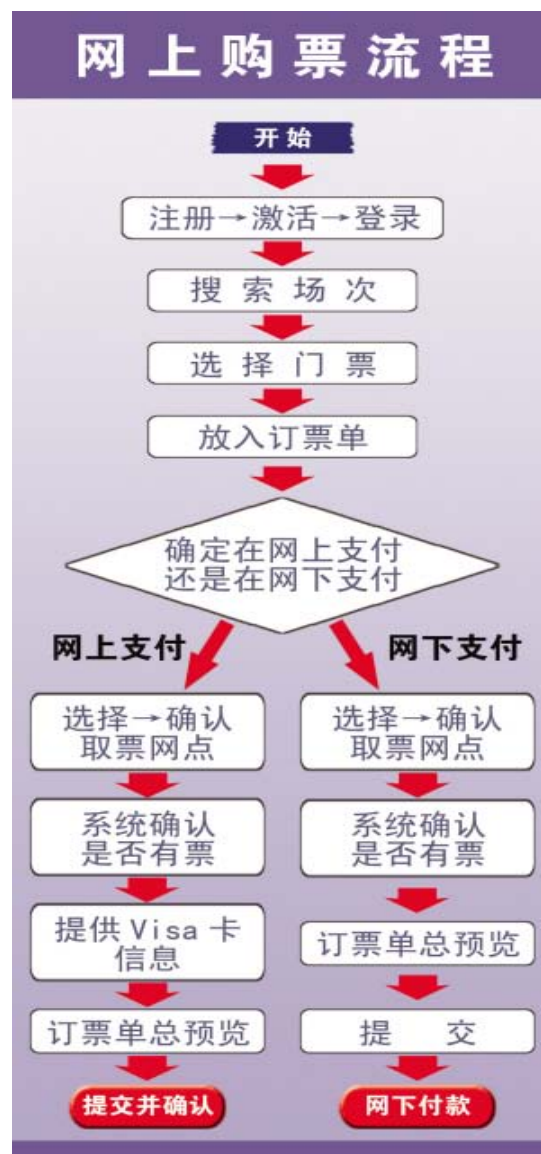 网上购票流程
开始
注册→激活→登录
搜索场次
选择门票
放入订票单
确定在网上支付
还是在网下支付
网上支付
网下支付
选择→确认
取票网点
系统确认
是否有票
提供Visa卡
信息
订票单总预览
提交并确认
选择→确认
取票网点
系统确认
是否有票
订票单总预览
提交
网下付款